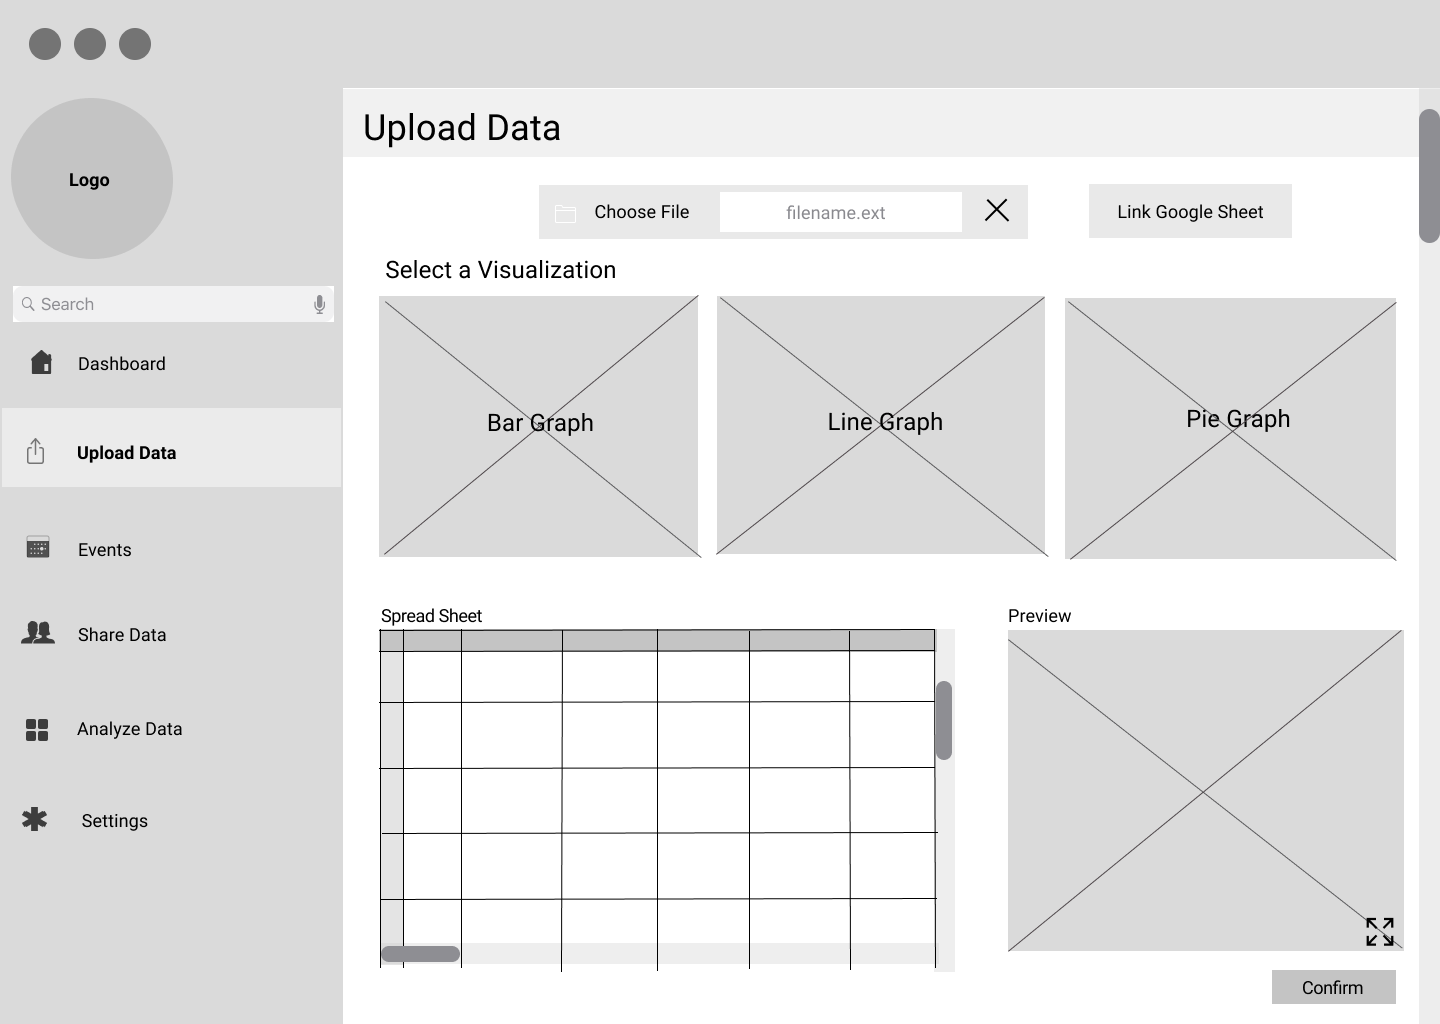 Logo
Search
Dashboard
Upload Data
Events
Share Data
Analyze Data
Settings
Upload Data
Choose File
filename.ext
Link Google Sheet
Select a Visualization
Bar Graph
Line Graph
Pie Graph
Spread Sheet
Preview
Confirm